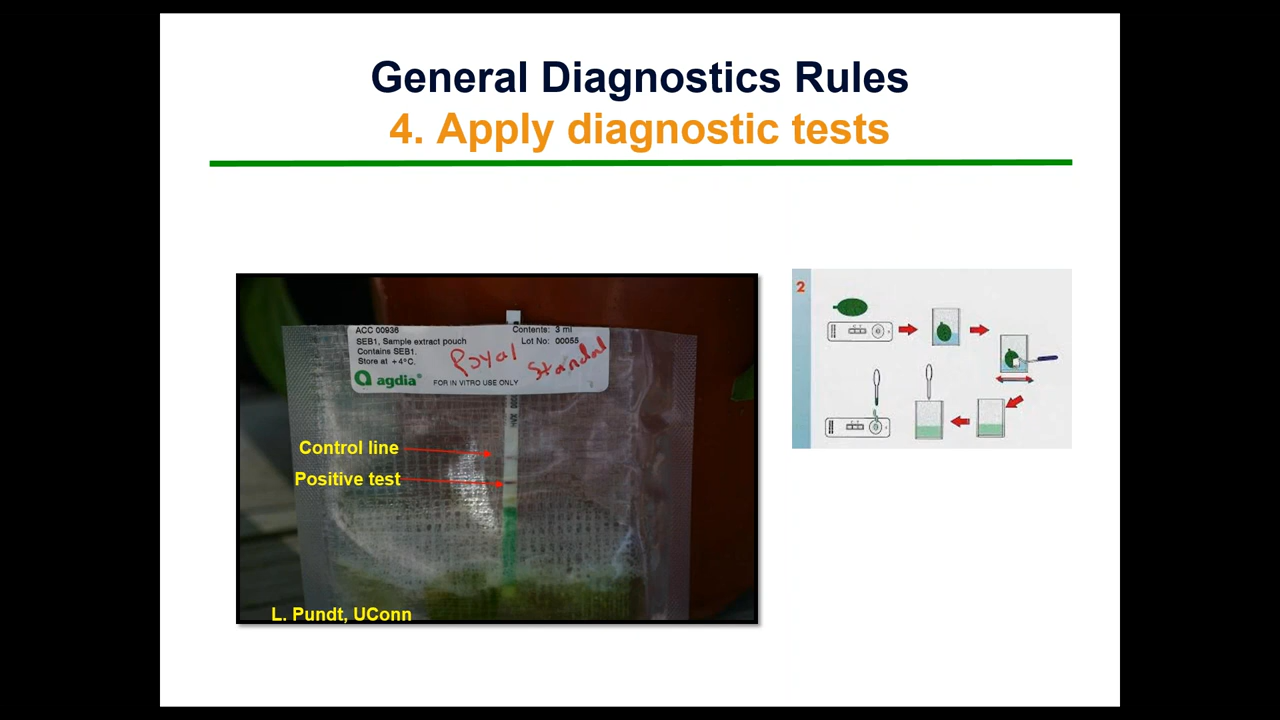 General Diagnostics Rules
4. Apply diagnostic tests
ACC 00936
SEB1, Sample extract pouch
Contains SEB1.
Store at +4°C.
Contents: 3 ml
Lot No: 00055
Royal
Standard
agdia
FOR IN VITRO USE ONLY
Control line
Positive test
L. Pundt, UConn
2